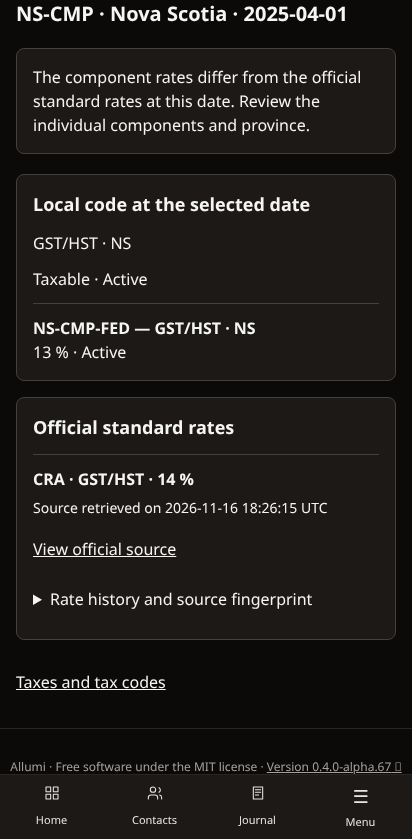 NS-CMP · Nova Scotia · 2025-04-01
The component rates differ from the official
standard rates at this date. Review the
individual components and province.
Local code at the selected date
GST/HST · NS
Taxable · Active
NS-CMP-FED — GST/HST · NS
13 % · Active
Official standard rates
CRA · GST/HST · 14 %
Source retrieved on 2026-11-16 18:26:15 UTC
View official source
Rate history and source fingerprint
Taxes and tax codes
Allumi · Free software under the MIT license · Version 0.4.0-alpha.67
Home
Contacts
Journal
Menu